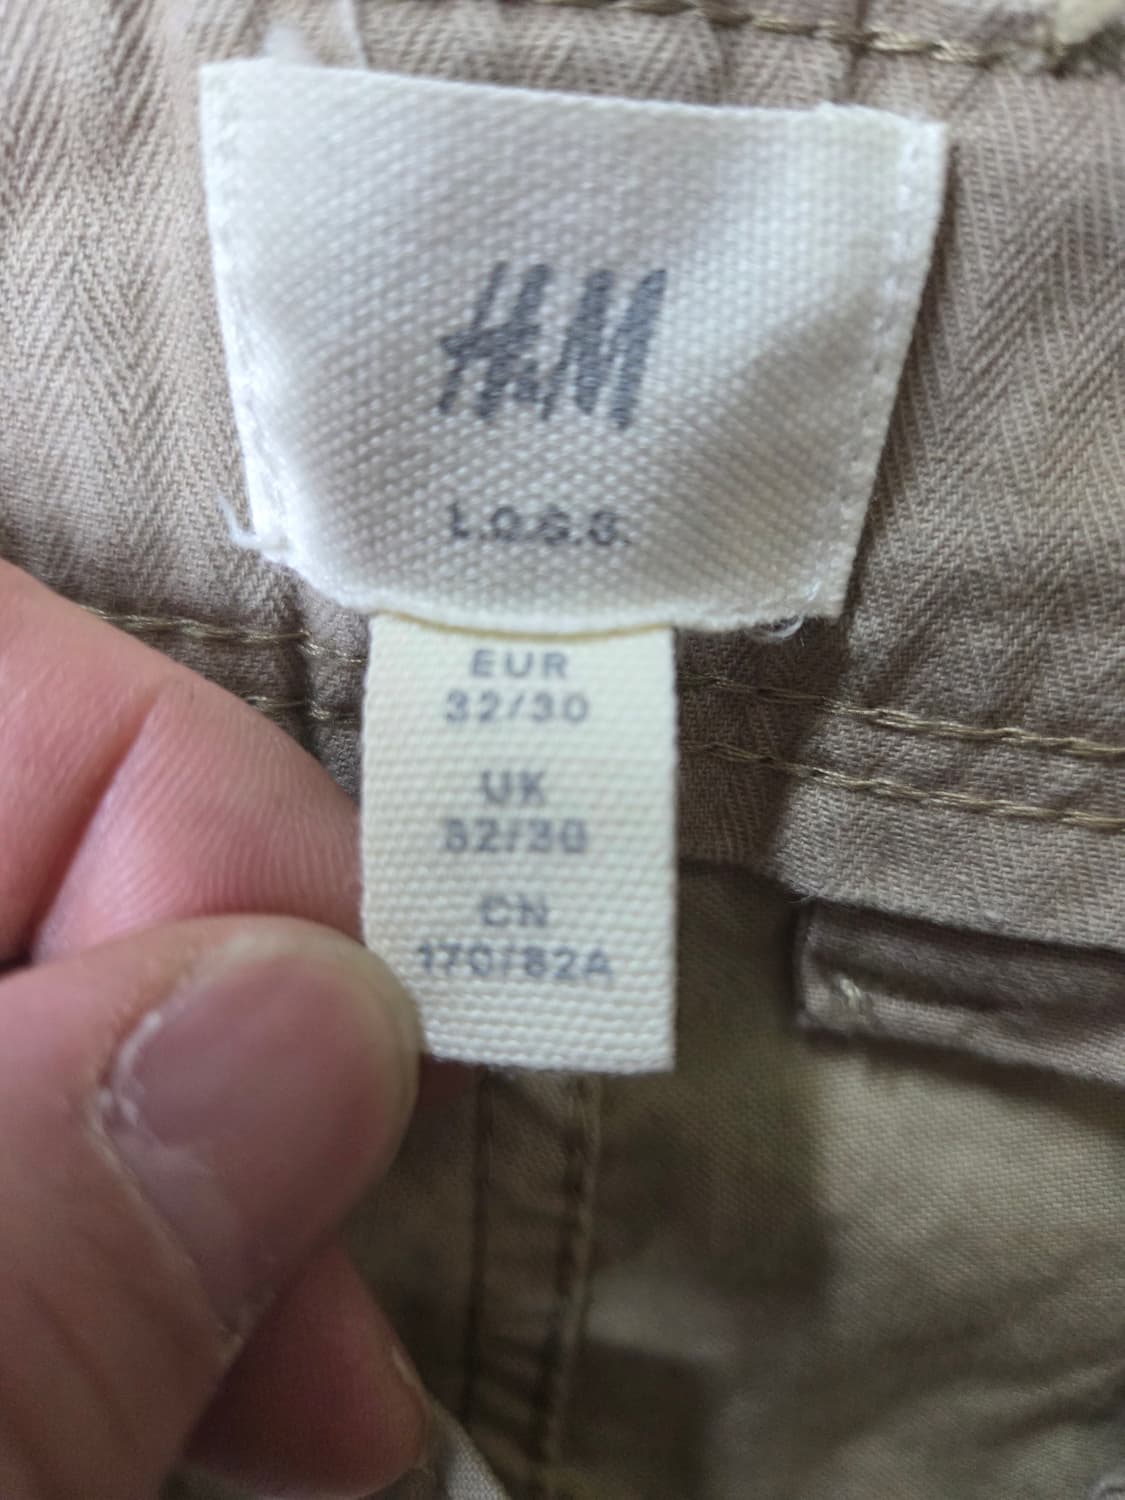 H&M
L.O.G.G.
EUR
32/30
UK
32/30
CN
170/82A